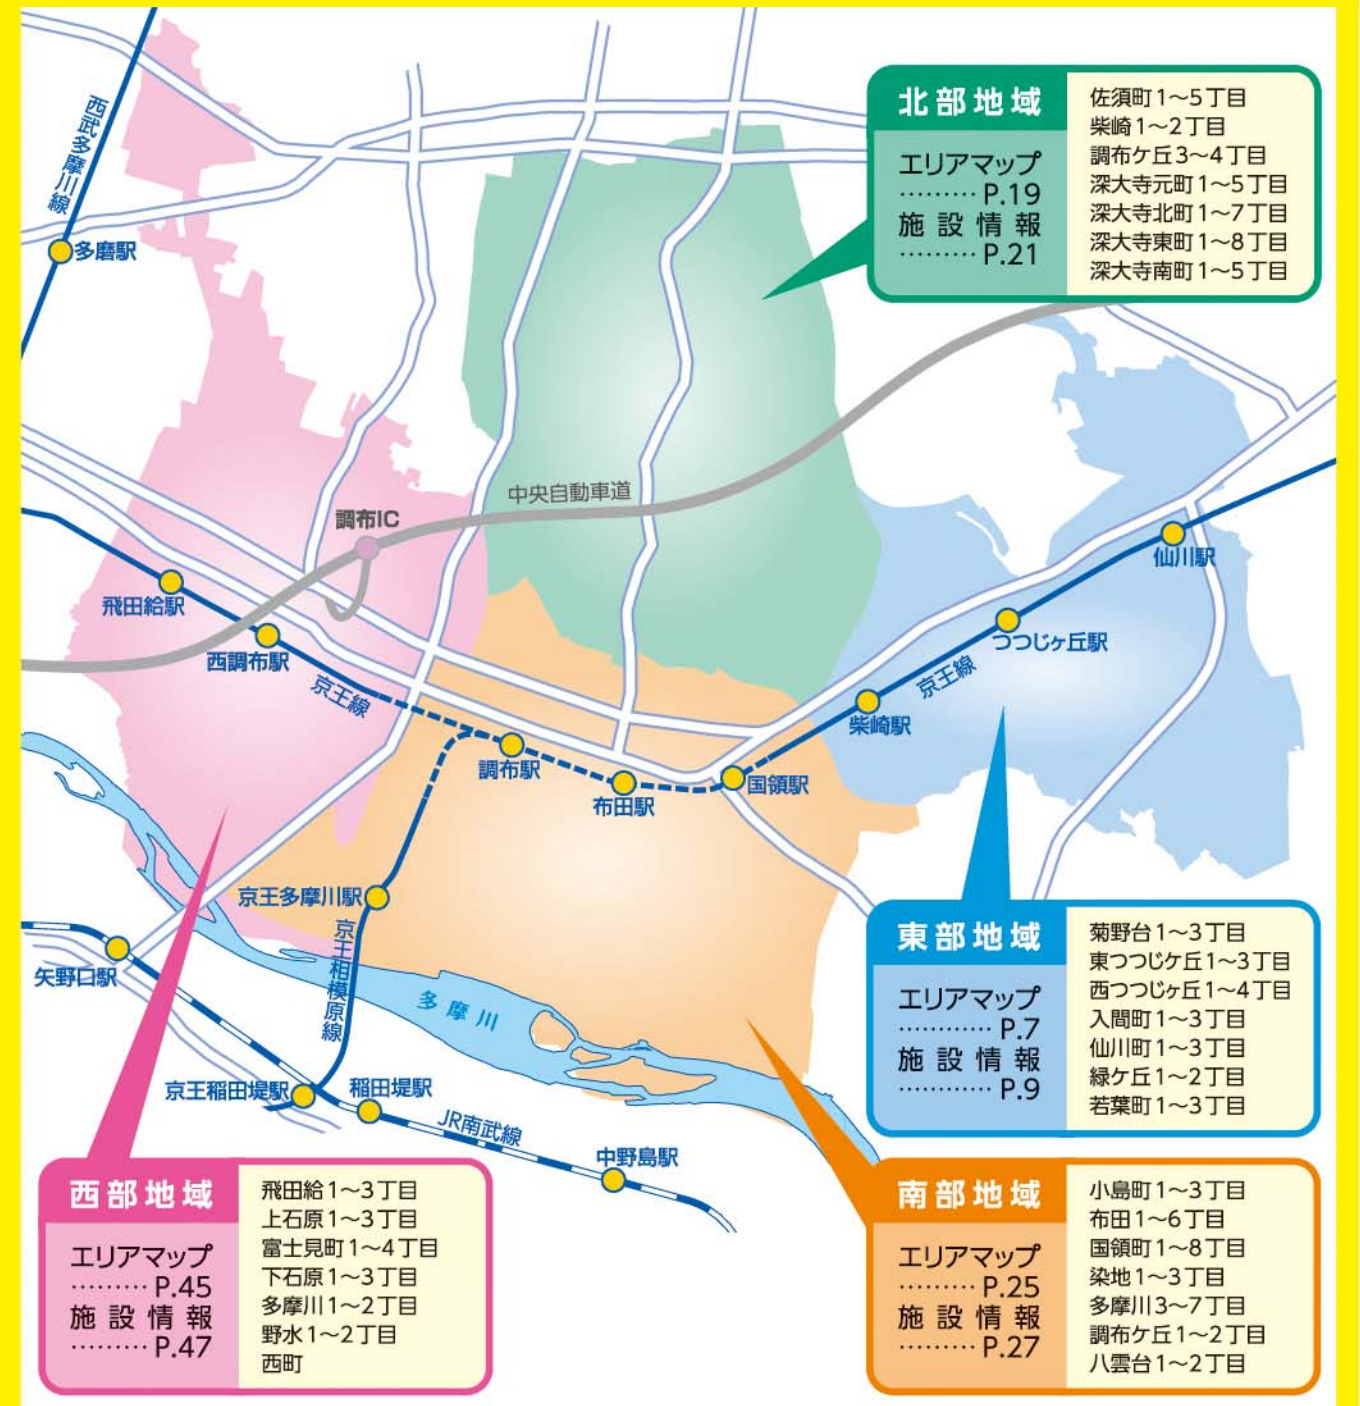 西武多摩川線
多磨駅
北部地域
エリアマップ
………P.19
施設情報
………P.21
佐須町1〜5丁目
柴崎1〜2丁目
調布ケ丘3〜4丁目
深大寺元町1〜5丁目
深大寺北町1〜7丁目
深大寺東町1〜8丁目
深大寺南町1〜5丁目
中央自動車道
調布IC
飛田給駅
西調布駅
京王線
調布駅
布田駅
国領駅
柴崎駅
京王線
つつじヶ丘駅
仙川駅
京王多摩川駅
京王相模原線
矢野口駅
多摩川
京王稲田堤駅
稲田堤駅
JR南武線
中野島駅
東部地域
エリアマップ
…………P.7
施設情報
…………P.9
菊野台1〜3丁目
東つつじケ丘1〜3丁目
西つつじヶ丘1〜4丁目
入間町1〜3丁目
仙川町1〜3丁目
緑ケ丘1〜2丁目
若葉町1〜3丁目
西部地域
エリアマップ
………P.45
施設情報
………P.47
飛田給1〜3丁目
上石原1〜3丁目
富士見町1〜4丁目
下石原1〜3丁目
多摩川1〜2丁目
野水1〜2丁目
西町
南部地域
エリアマップ
………P.25
施設情報
………P.27
小島町1〜3丁目
布田1〜6丁目
国領町1〜8丁目
染地1〜3丁目
多摩川3〜7丁目
調布ケ丘1〜2丁目
八雲台1〜2丁目